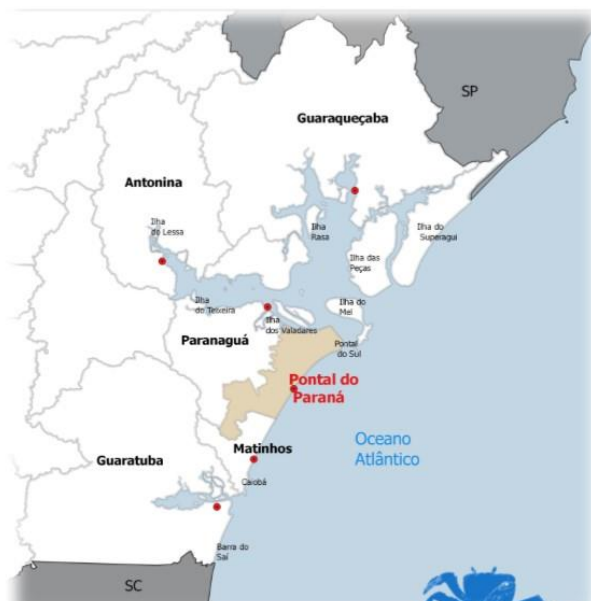 SP
Guaraqueçaba
Antonina
Ilha
do Lessa
Ilha
Rasa
Ilha do
Superagui
Ilha das
Peças
Ilha
do Teixeira
Ilha do
Mel
Ilha
dos Valadares
Paranaguá
Pontal
do Sul
Pontal do
Paraná
Oceano
Atlântico
Matinhos
Guaratuba
Caiobá
Barra do
Saí
SC